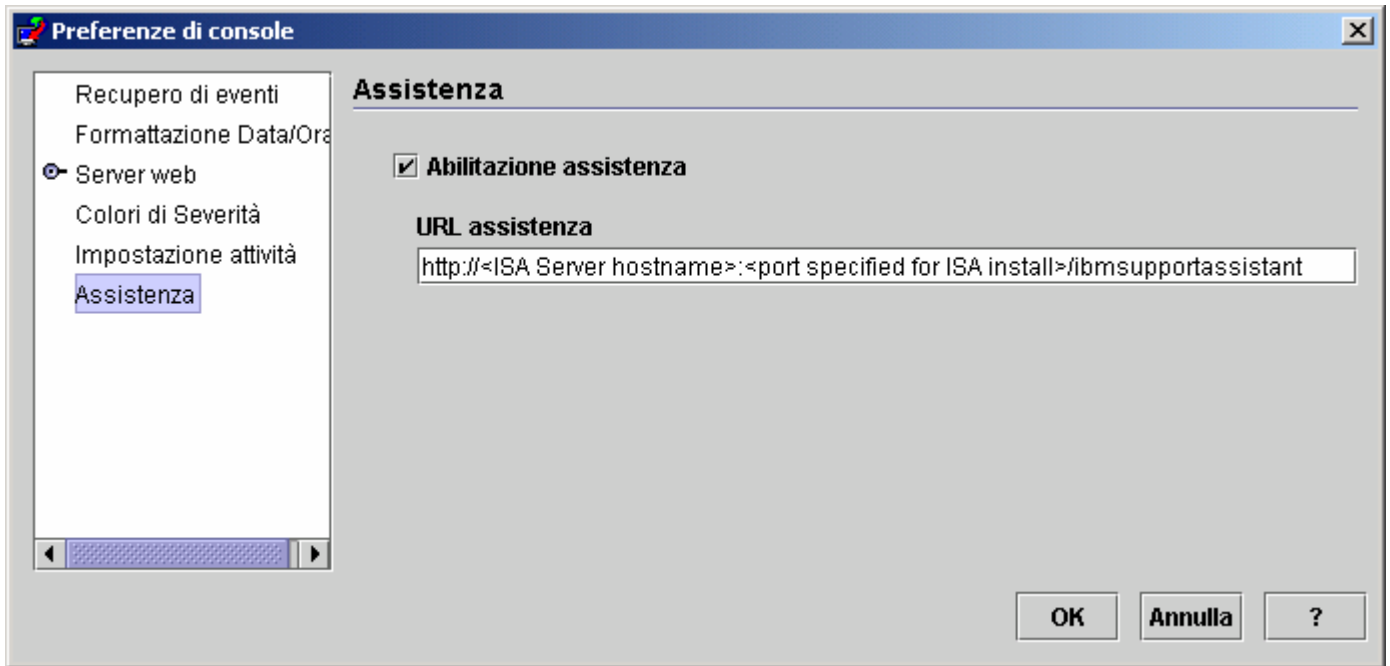 Preferenze di console
Recupero di eventi
Formattazione Data/Ora
Server web
Colori di Severità
Impostazione attività
Assistenza
Assistenza
Abilitazione assistenza
URL assistenza
http://<ISA Server hostname>:<port specified for ISA install>/ibmsupportassistant
OK
Annulla
?